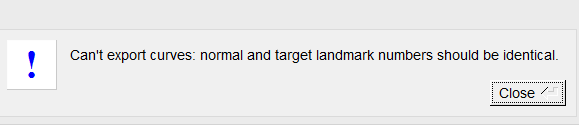 !
Can't export curves: normal and target landmark numbers should be identical.
Close